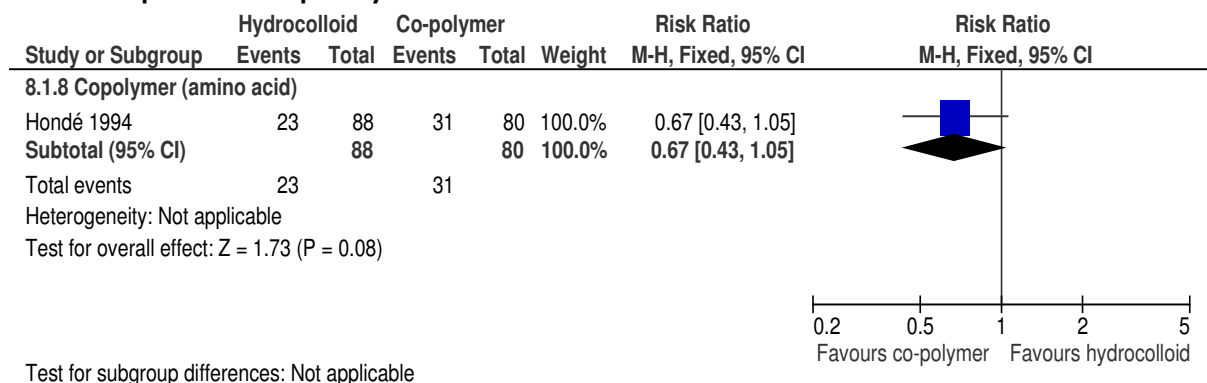 Hydrocolloid Co-polymer Risk Ratio Risk Ratio
Study or Subgroup Events Total Events Total Weight M-H, Fixed, 95% CI M-H, Fixed, 95% CI
8.1.8 Copolymer (amino acid)
Hondé 1994 23 88 31 80 100.0% 0.67 [0.43, 1.05]
Subtotal (95% CI) 88 80 100.0% 0.67 [0.43, 1.05]
Total events 23 31
Heterogeneity: Not applicable
Test for overall effect: Z = 1.73 (P = 0.08)
0.2 0.5 1 2 5
Favours co-polymer Favours hydrocolloid
Test for subgroup differences: Not applicable